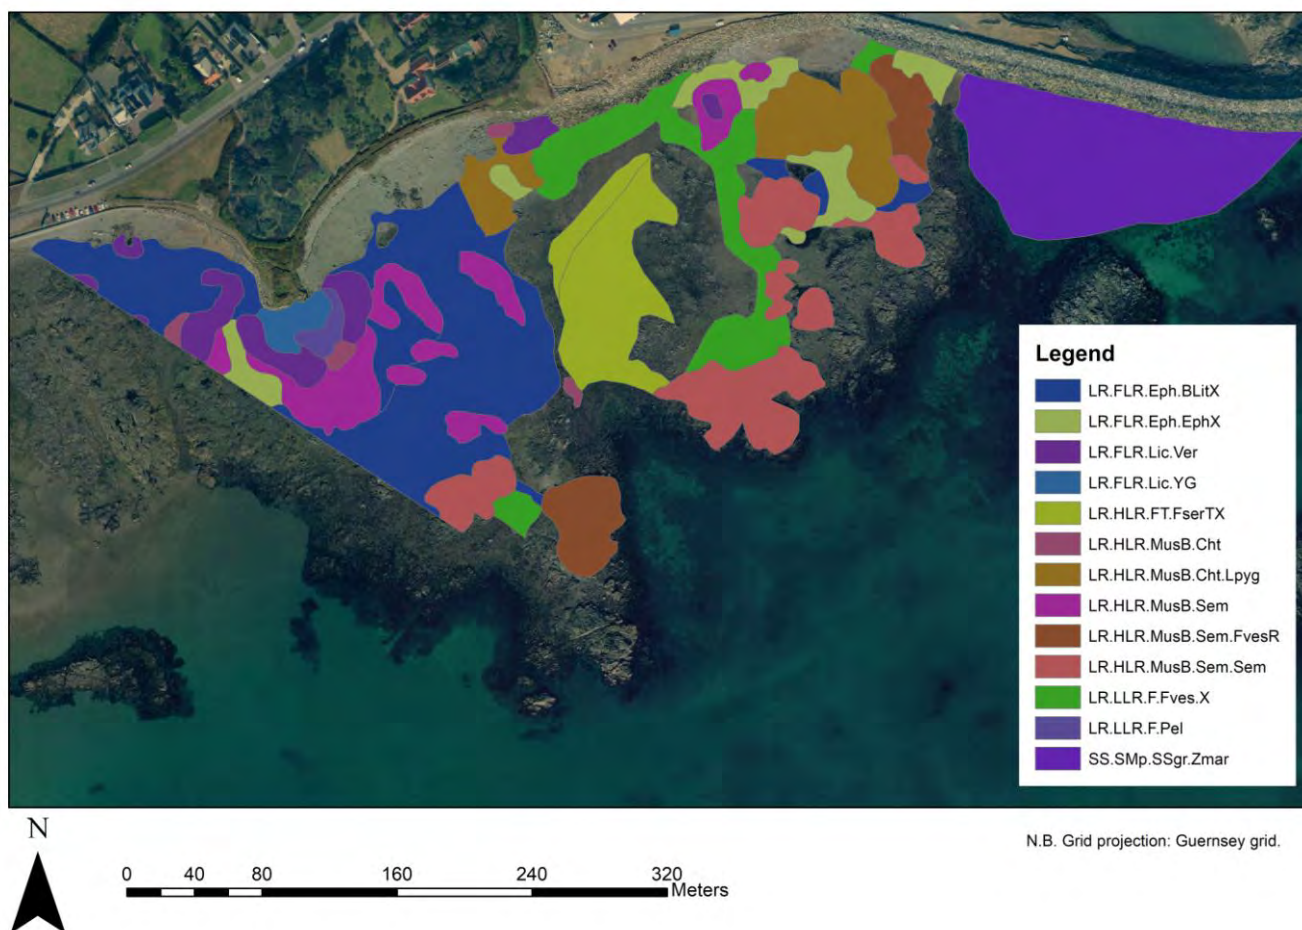 Legend
LR.FLR.Eph.BLitX
LR.FLR.Eph.EphX
LR.FLR.Lic.Ver
LR.FLR.Lic.YG
LR.HLR.FT.FserTX
LR.HLR.MusB.Cht
LR.HLR.MusB.Cht.Lpyg
LR.HLR.MusB.Sem
LR.HLR.MusB.Sem.FvesR
LR.HLR.MusB.Sem.Sem
LR.LLR.F.Fves.X
LR.LLR.F.Pel
SS.SMp.SSgr.Zmar
N
N.B. Grid projection: Guernsey grid.
0 40 80 160 240 320
Meters